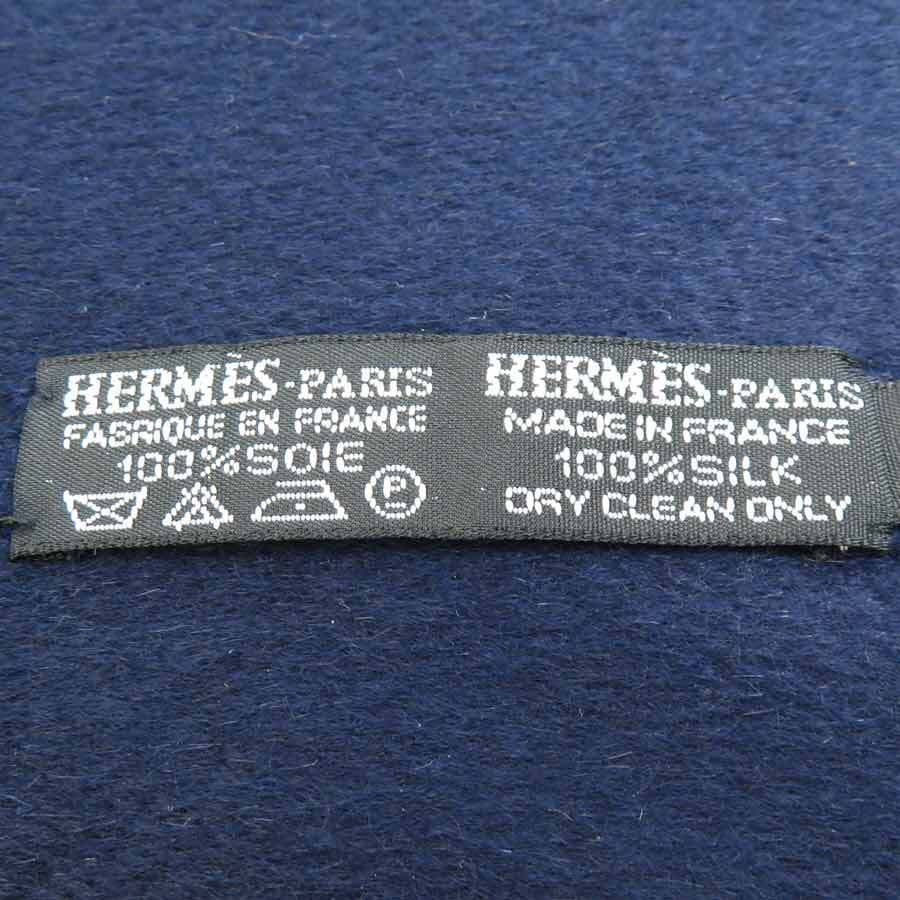 HERMÈS-PARIS
FABRIQUE EN FRANCE
100% SOIE
P
HERMÈS-PARIS
MADE IN FRANCE
100% SILK
DRY CLEAN ONLY